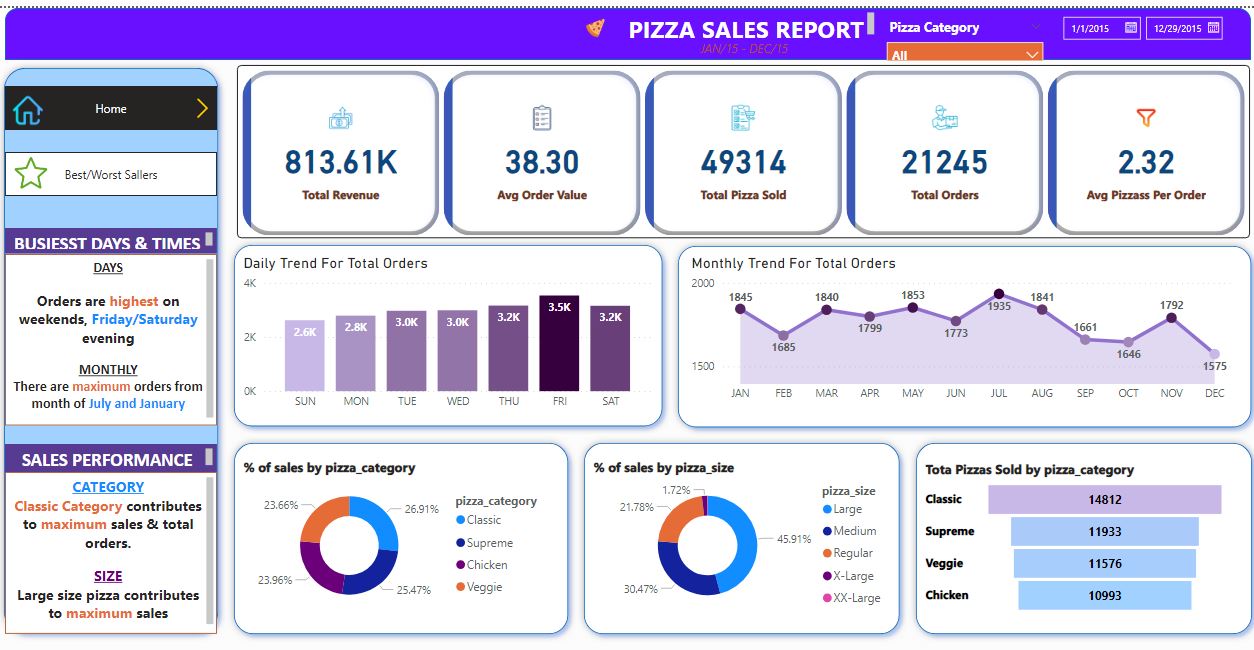 PIZZA SALES REPORT
JAN/15 - DEC/15
Pizza Category
All
1/1/2015
12/29/2015
Home
Best/Worst Sallers
BUSIESST DAYS & TIMES
DAYS
Orders are highest on
weekends, Friday/Saturday
evening
MONTHLY
There are maximum orders from
month of July and January
SALES PERFORMANCE
CATEGORY
Classic Category contributes
to maximum sales & total
orders.
SIZE
Large size pizza contributes
to maximum sales
813.61K
Total Revenue
38.30
Avg Order Value
49314
Total Pizza Sold
21245
Total Orders
2.32
Avg Pizzass Per Order
Daily Trend For Total Orders
4K
2K
0K
2.6K
2.8K
3.0K
3.0K
3.2K
3.5K
3.2K
SUN
MON
TUE
WED
THU
FRI
SAT
Monthly Trend For Total Orders
2000
1500
1845
1685
1840
1799
1853
1773
1935
1841
1661
1646
1792
1575
JAN
FEB
MAR
APR
MAY
JUN
JUL
AUG
SEP
OCT
NOV
DEC
% of sales by pizza_category
23.66%
26.91%
23.96%
25.47%
pizza_category
Classic
Supreme
Chicken
Veggie
% of sales by pizza_size
1.72%
21.78%
45.91%
30.47%
pizza_size
Large
Medium
Regular
X-Large
XX-Large
Tota Pizzas Sold by pizza_category
Classic 14812
Supreme 11933
Veggie 11576
Chicken 10993